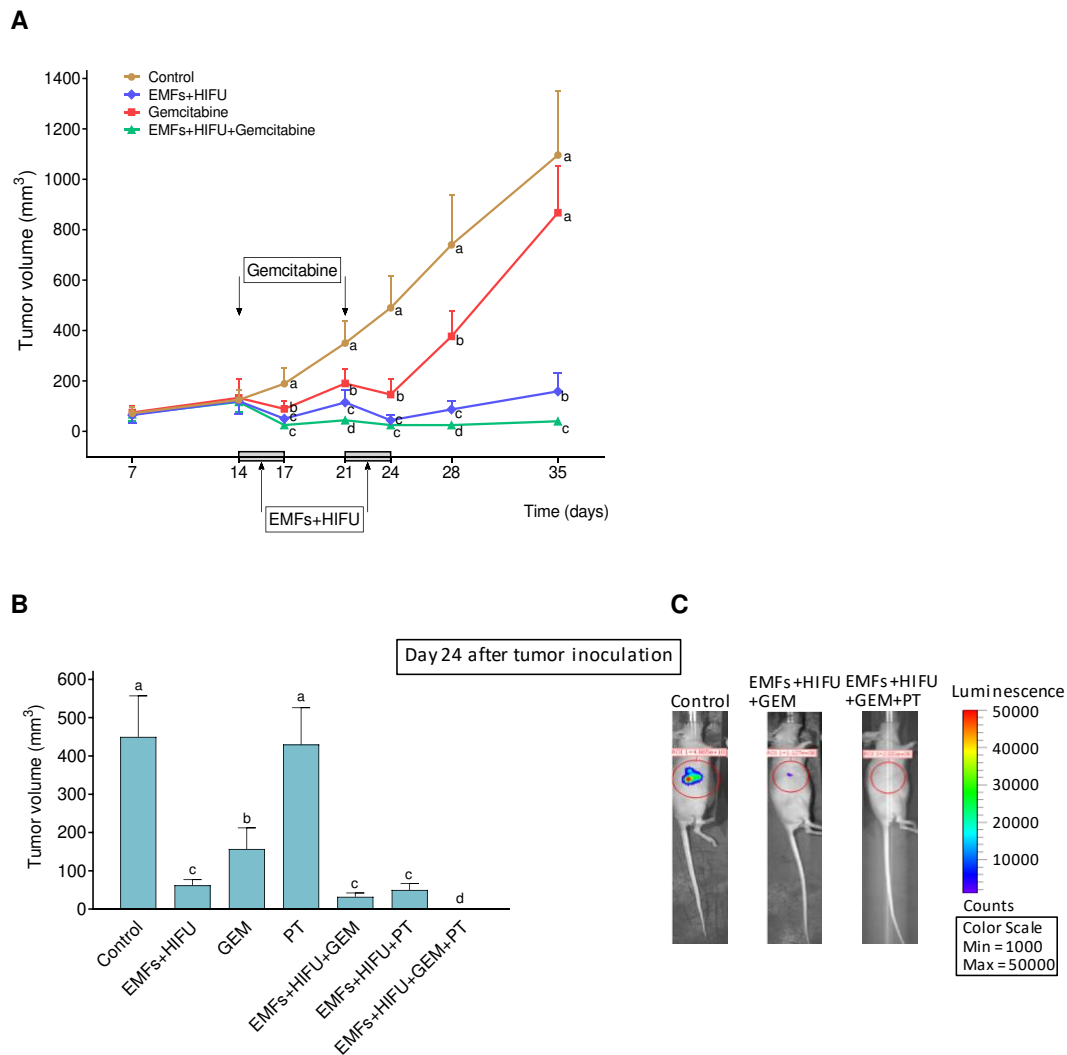 A
1400
1200
1000
800
600
400
200
0
Tumor volume (mm³)
Control
EMFs+HIFU
Gemcitabine
EMFs+HIFU+Gemcitabine
Gemcitabine
a
a
a
a
a
a
b
b
b
b
a
c
c
c
c
b
c
d
c
d
c
7
14
17
21
24
28
35
EMFs+HIFU
Time (days)
B
Day 24 after tumor inoculation
600
500
400
300
200
100
0
Tumor volume (mm³)
a
c
b
a
c
c
d
Control
EMFs+HIFU
GEM
PT
EMFs+HIFU+GEM
EMFs+HIFU+PT
EMFs+HIFU+GEM+PT
C
Control
EMFs+HIFU
+GEM
EMFs+HIFU
+GEM+PT
Luminescence
50000
40000
30000
20000
10000
Counts
Color Scale
Min = 1000
Max = 50000